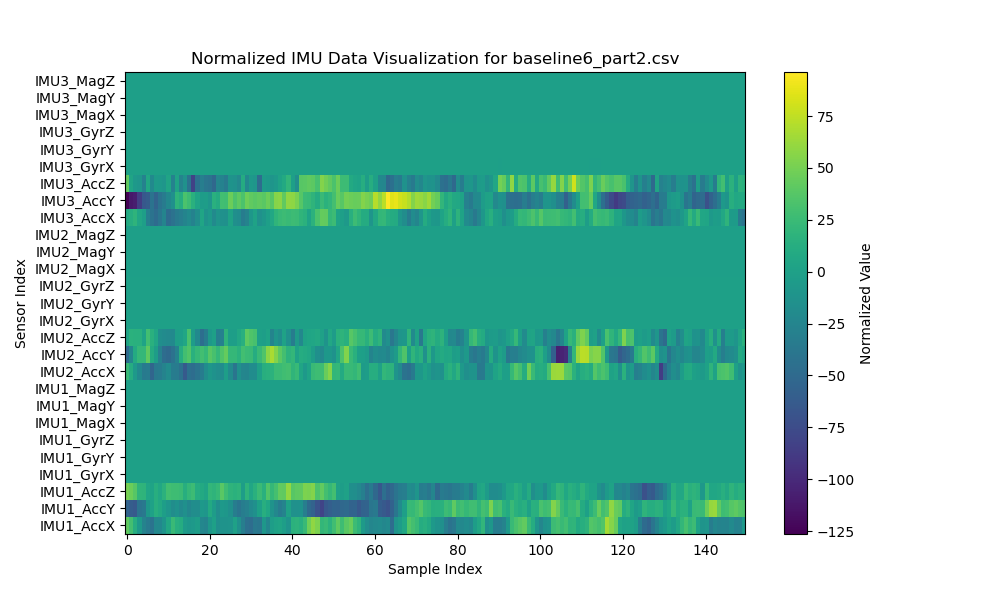 Normalized IMU Data Visualization for baseline6_part2.csv
IMU3_MagZ
IMU3_MagY
IMU3_MagX
IMU3_GyrZ
IMU3_GyrY
IMU3_GyrX
IMU3_AccZ
IMU3_AccY
IMU3_AccX
IMU2_MagZ
IMU2_MagY
IMU2_MagX
IMU2_GyrZ
IMU2_GyrY
IMU2_GyrX
IMU2_AccZ
IMU2_AccY
IMU2_AccX
IMU1_MagZ
IMU1_MagY
IMU1_MagX
IMU1_GyrZ
IMU1_GyrY
IMU1_GyrX
IMU1_AccZ
IMU1_AccY
IMU1_AccX
Sensor Index
0 20 40 60 80 100 120 140
Sample Index
75
50
25
0
−25
−50
−75
−100
−125
Normalized Value